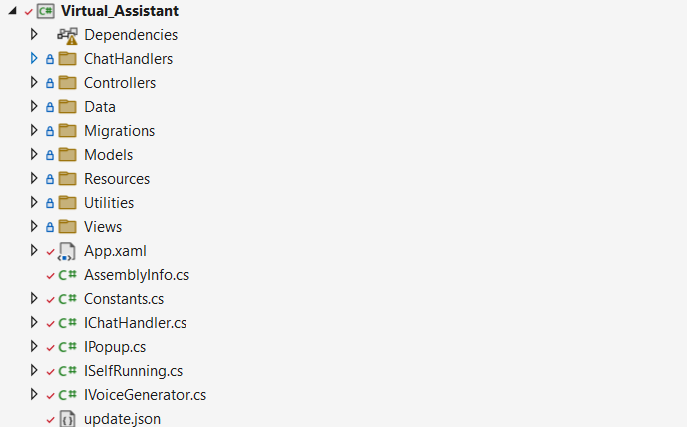 C# Virtual_Assistant
Dependencies
ChatHandlers
Controllers
Data
Migrations
Models
Resources
Utilities
Views
App.xaml
C# AssemblyInfo.cs
C# Constants.cs
C# IChatHandler.cs
C# IPopup.cs
C# ISelfRunning.cs
C# IVoiceGenerator.cs
update.json